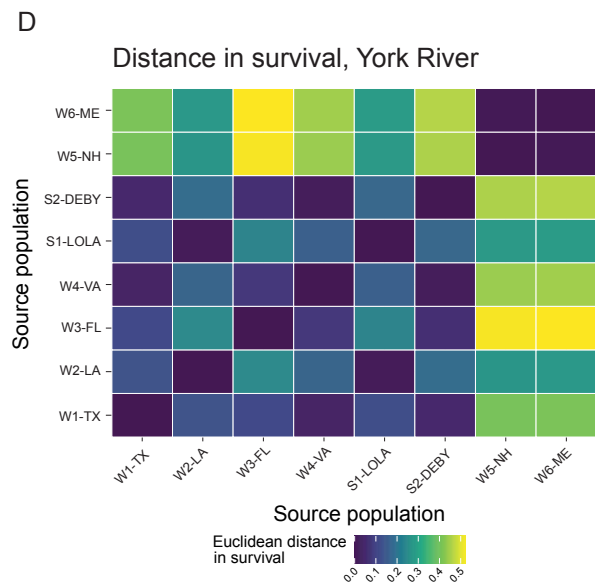 D
Distance in survival, York River
Source population
W6-ME
W5-NH
S2-DEBY
S1-LOLA
W4-VA
W3-FL
W2-LA
W1-TX
W1-TX W2-LA W3-FL W4-VA S1-LOLA S2-DEBY W5-NH W6-ME
Source population
Euclidean distance
in survival
0.0 0.1 0.2 0.3 0.4 0.5